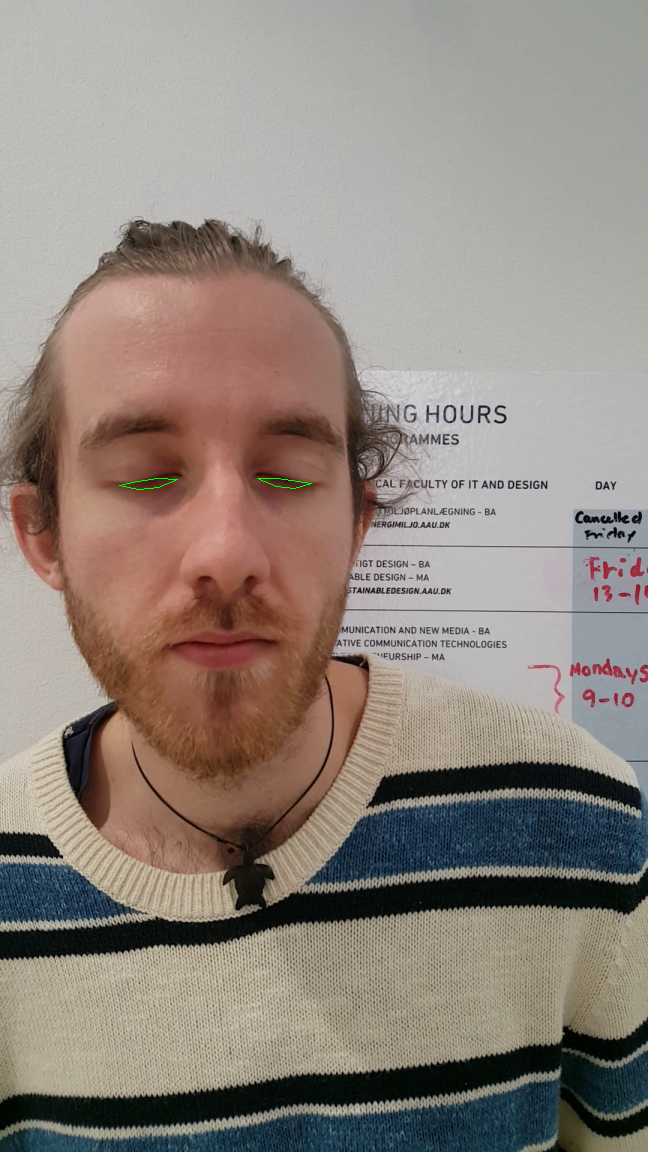 NING HOURS
OGRAMMES
ICAL FACULTY OF IT AND DESIGN
DAY
MILJØPLANLÆGNING - BA
NERGIMILJO.AAU.DK
Cancelled
Friday
TIGT DESIGN – BA
ABLE DESIGN – MA
STAINABLEDESIGN.AAU.DK
Frid
13-1
MUNICATION AND NEW MEDIA - BA
ATIVE COMMUNICATION TECHNOLOGIES
NEURSHIP – MA
Mondays
9-10